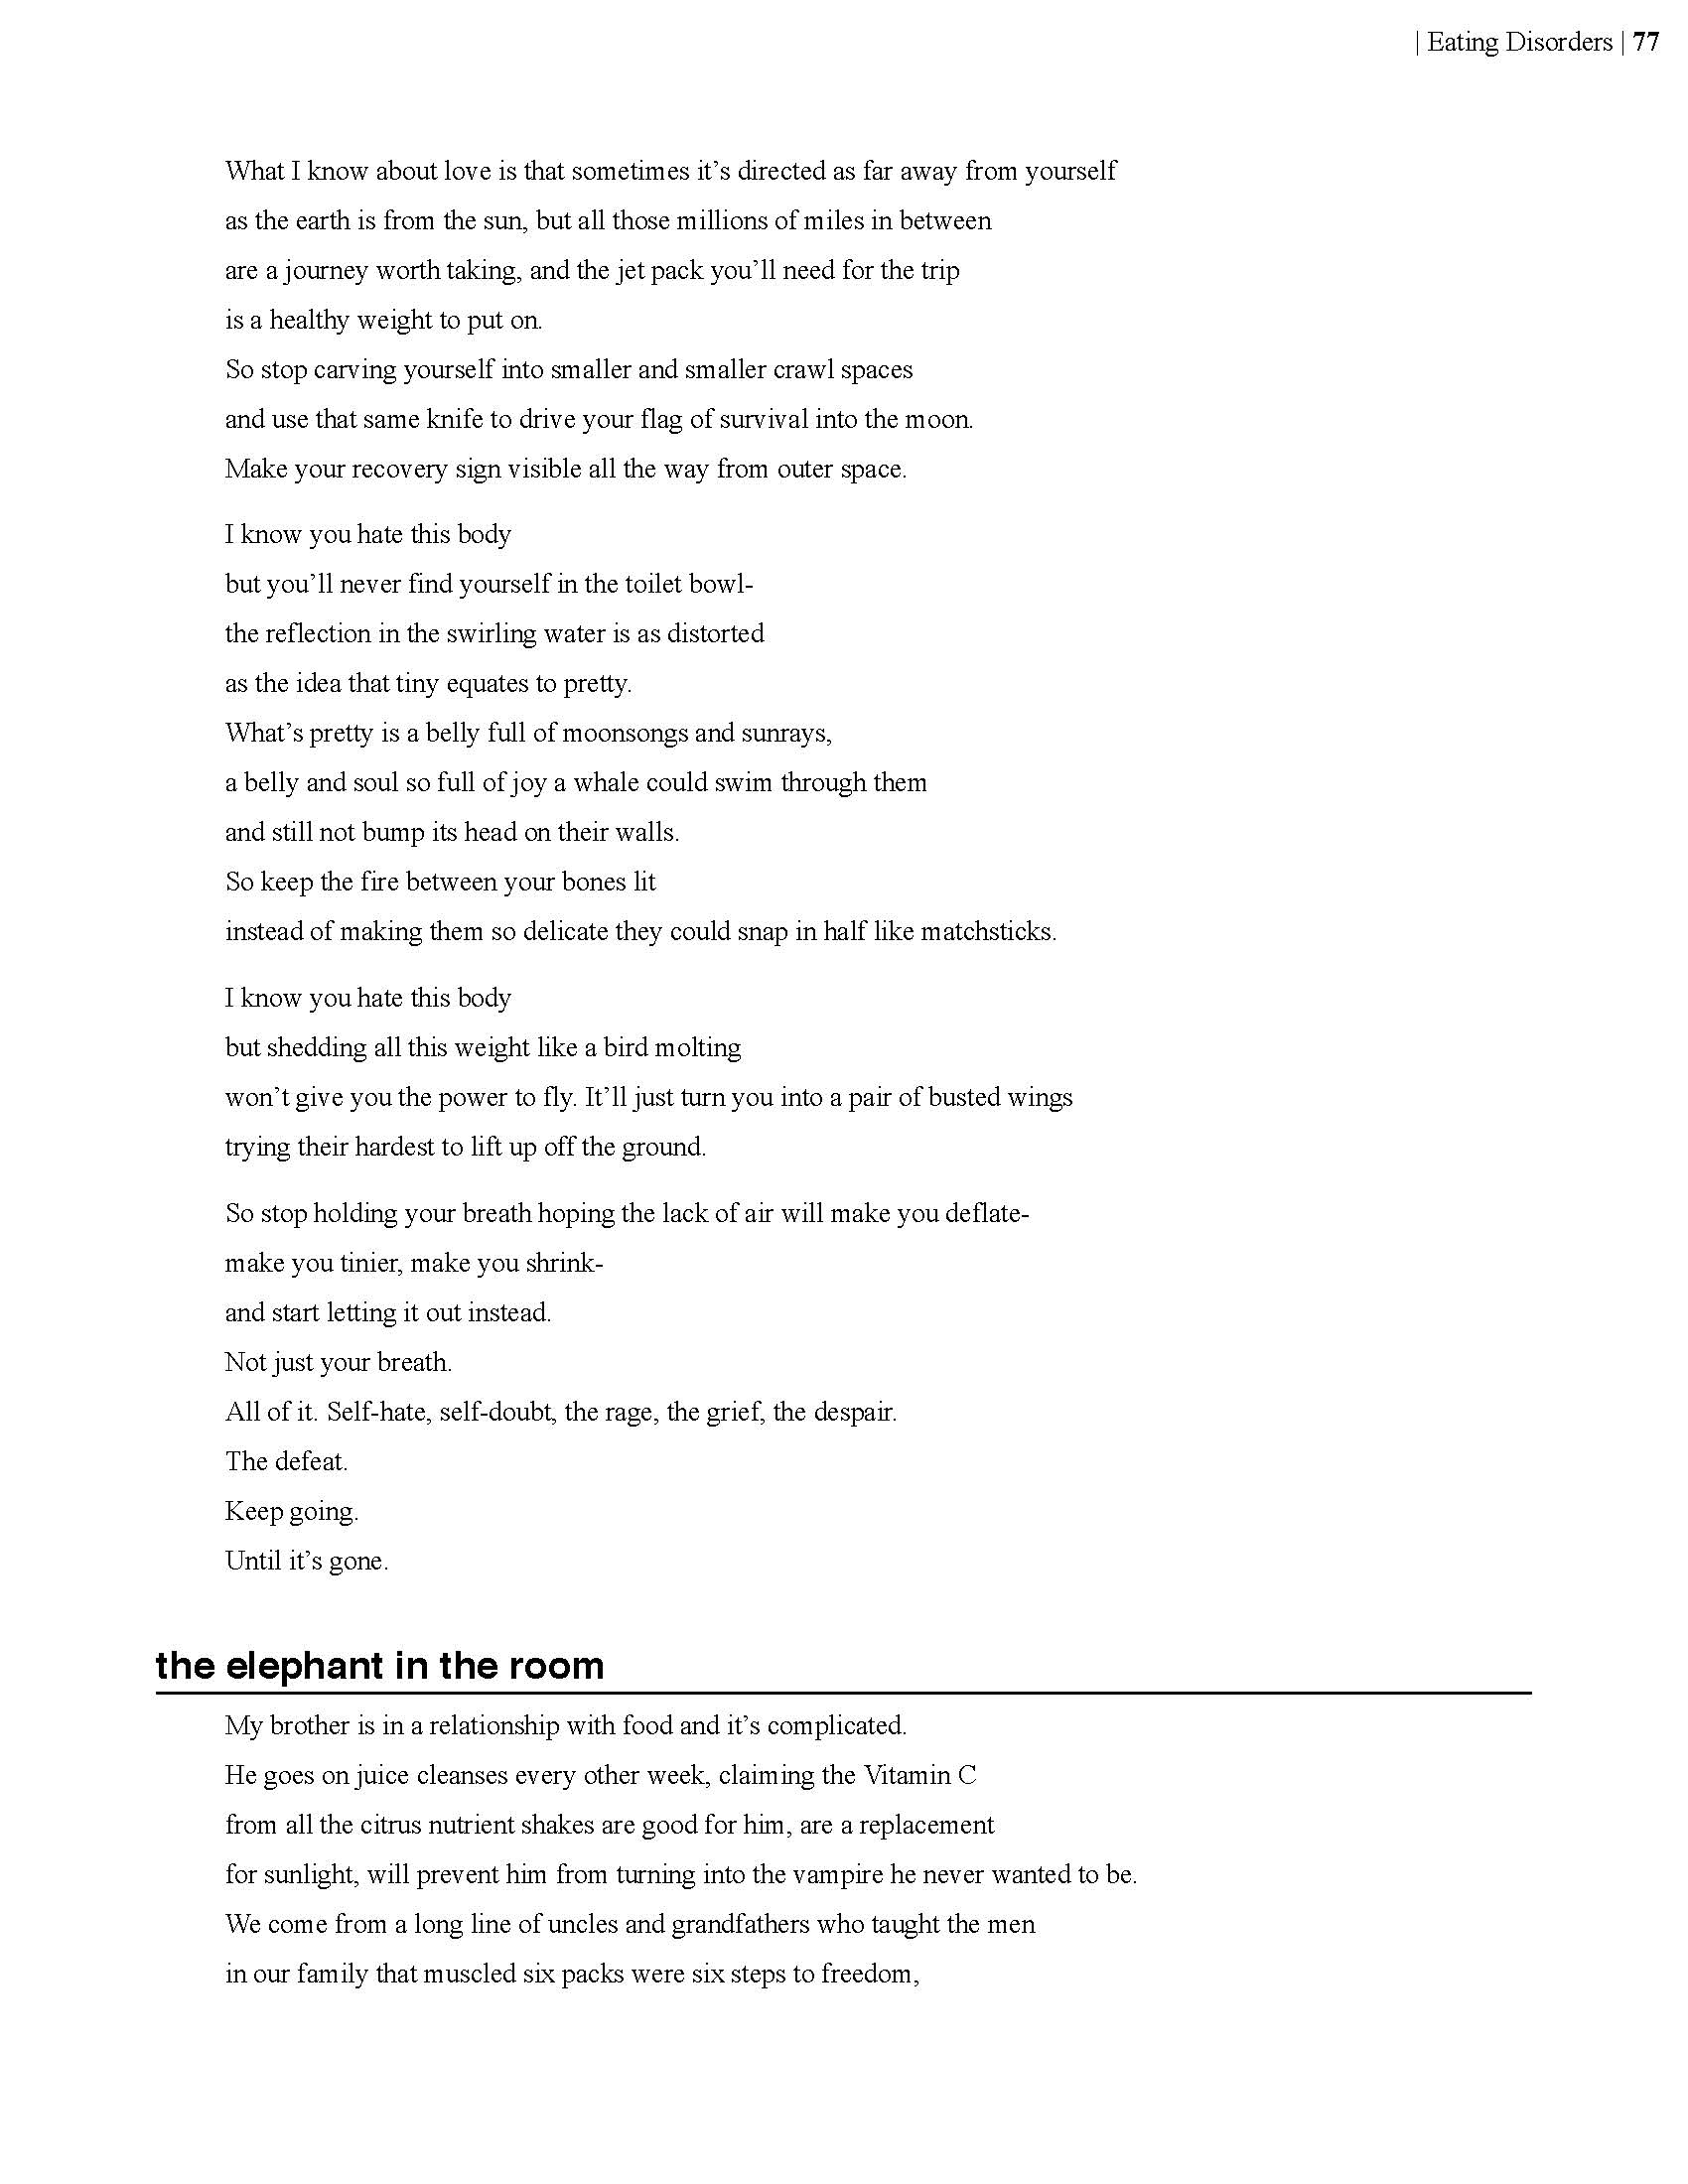 | Eating Disorders | 77
What I know about love is that sometimes it’s directed as far away from yourself
as the earth is from the sun, but all those millions of miles in between
are a journey worth taking, and the jet pack you’ll need for the trip
is a healthy weight to put on.
So stop carving yourself into smaller and smaller crawl spaces
and use that same knife to drive your flag of survival into the moon.
Make your recovery sign visible all the way from outer space.
I know you hate this body
but you’ll never find yourself in the toilet bowl-
the reflection in the swirling water is as distorted
as the idea that tiny equates to pretty.
What’s pretty is a belly full of moonsongs and sunrays,
a belly and soul so full of joy a whale could swim through them
and still not bump its head on their walls.
So keep the fire between your bones lit
instead of making them so delicate they could snap in half like matchsticks.
I know you hate this body
but shedding all this weight like a bird molting
won’t give you the power to fly. It’ll just turn you into a pair of busted wings
trying their hardest to lift up off the ground.
So stop holding your breath hoping the lack of air will make you deflate-
make you tinier, make you shrink-
and start letting it out instead.
Not just your breath.
All of it. Self-hate, self-doubt, the rage, the grief, the despair.
The defeat.
Keep going.
Until it’s gone.
the elephant in the room
My brother is in a relationship with food and it’s complicated.
He goes on juice cleanses every other week, claiming the Vitamin C
from all the citrus nutrient shakes are good for him, are a replacement
for sunlight, will prevent him from turning into the vampire he never wanted to be.
We come from a long line of uncles and grandfathers who taught the men
in our family that muscled six packs were six steps to freedom,